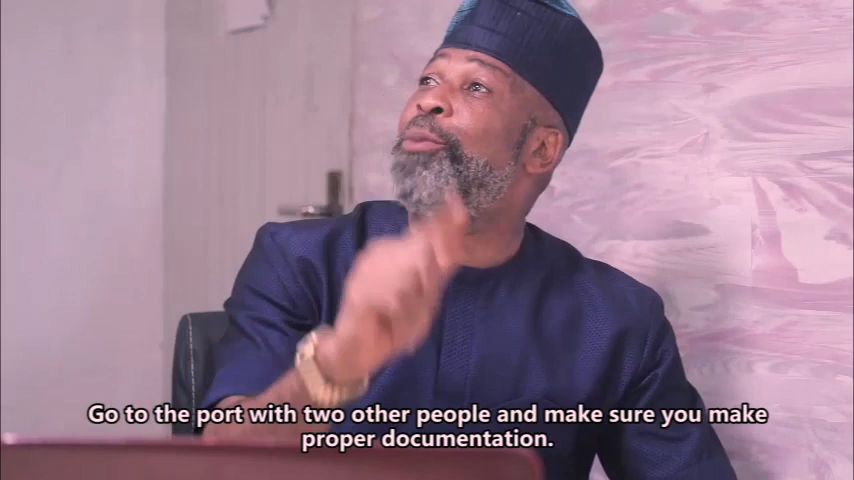 Go to the port with two other people and make sure you make
proper documentation.